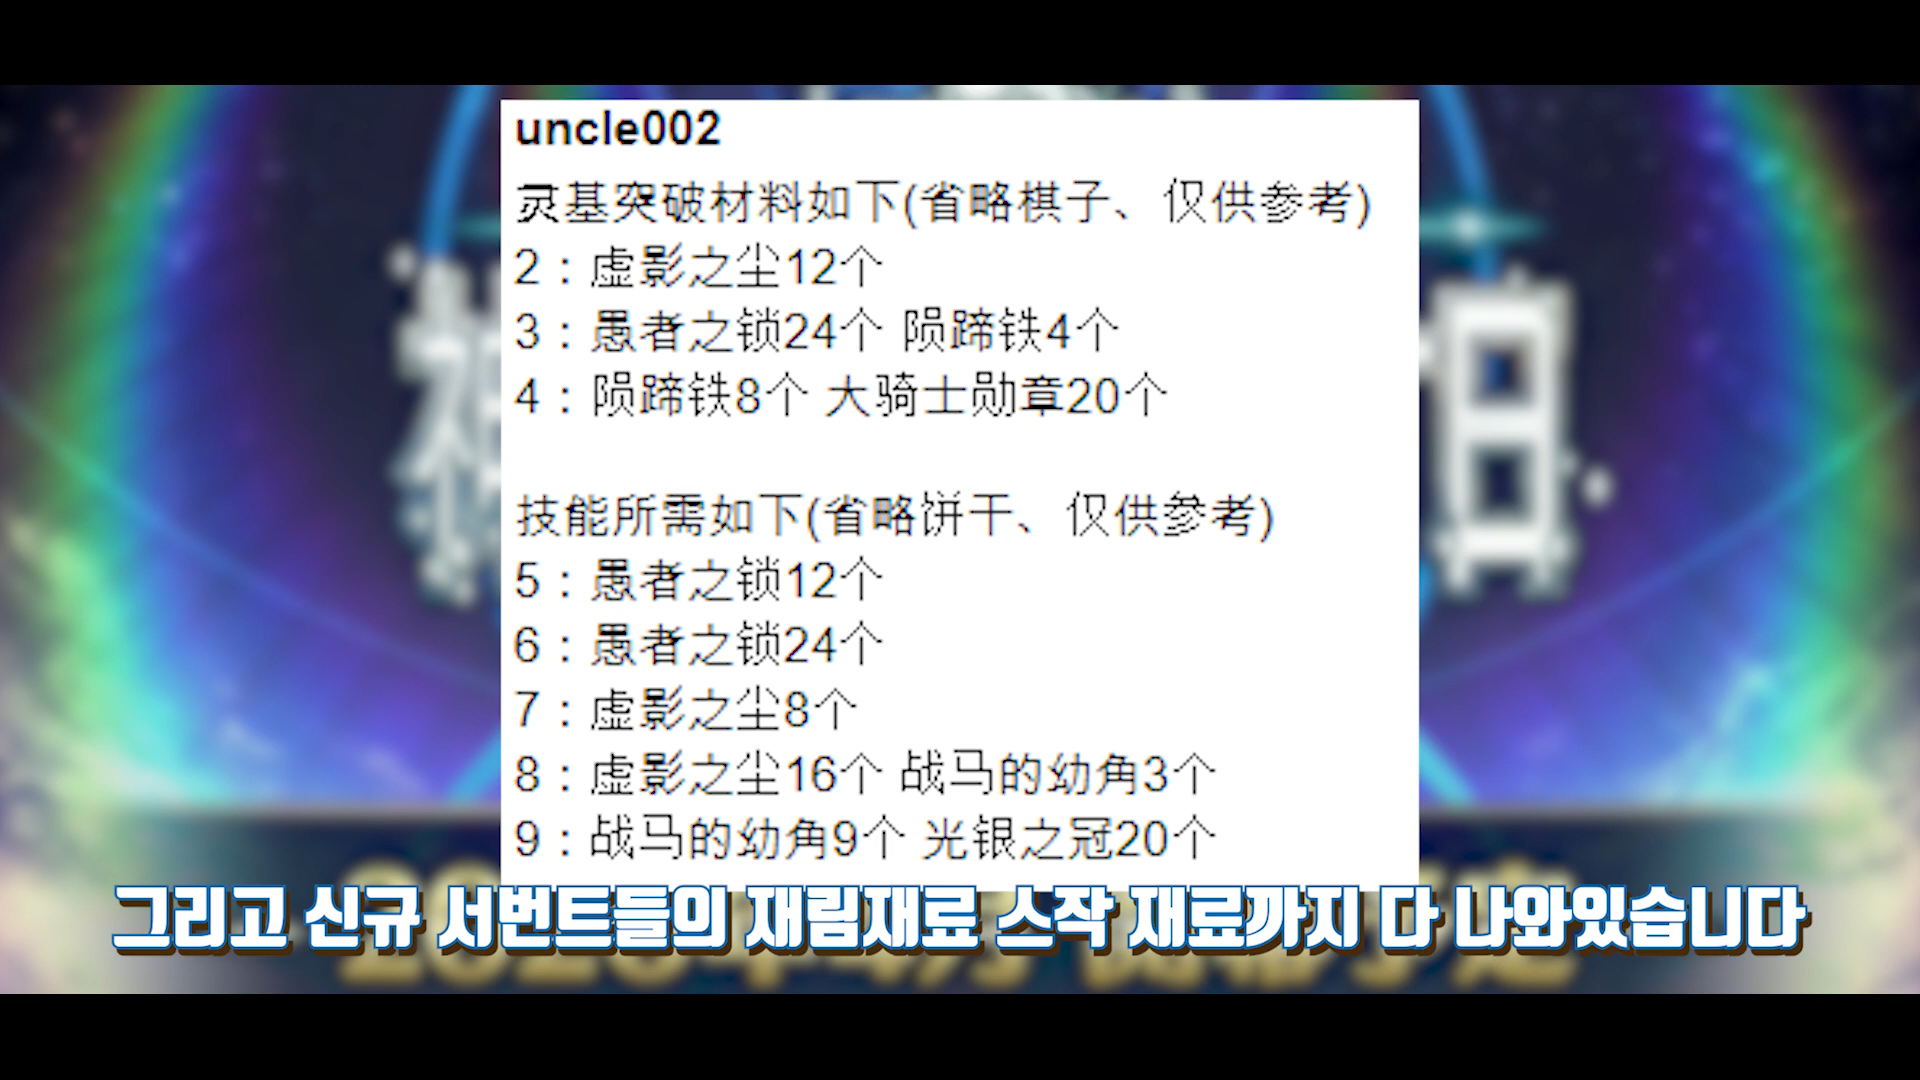 uncle002
灵基突破材料如下(省略棋子、仅供参考)
2：虚影之尘12个
3：愚者之锁24个 陨蹄铁4个
4：陨蹄铁8个 大骑士勋章20个
技能所需如下(省略饼干、仅供参考)
5：愚者之锁12个
6：愚者之锁24个
7：虚影之尘8个
8：虚影之尘16个 战马的幼角3个
9：战马的幼角9个 光银之冠20个
그리고 신규 서번트들의 재림재료 스작 재료까지 다 나와있습니다